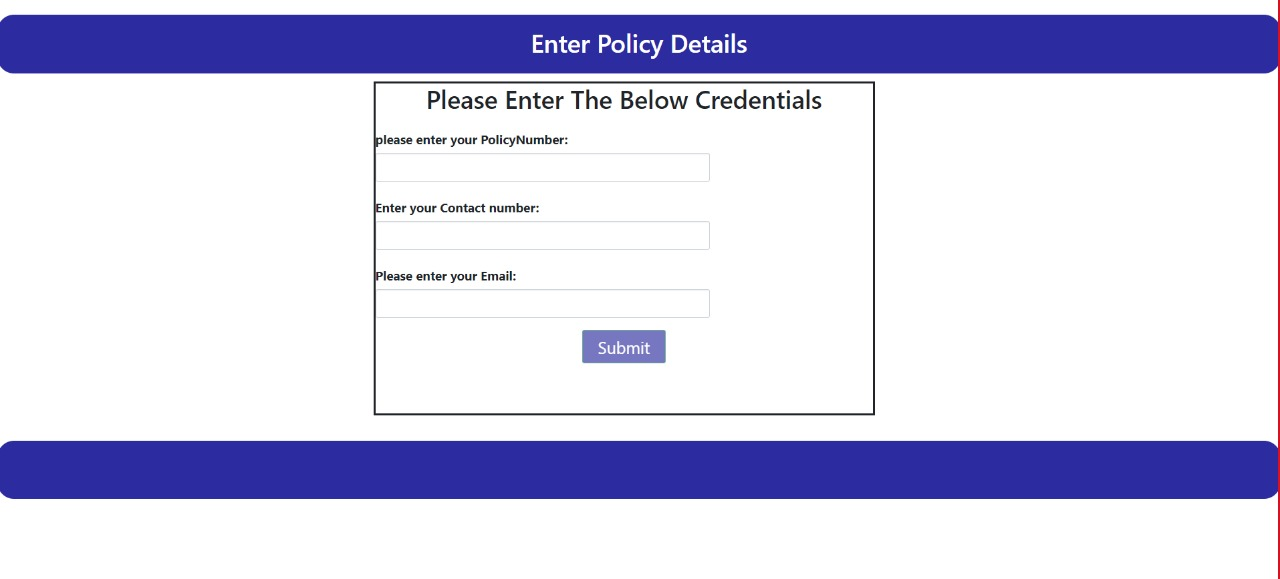 Enter Policy Details
Please Enter The Below Credentials
please enter your PolicyNumber:
Enter your Contact number:
Please enter your Email:
Submit